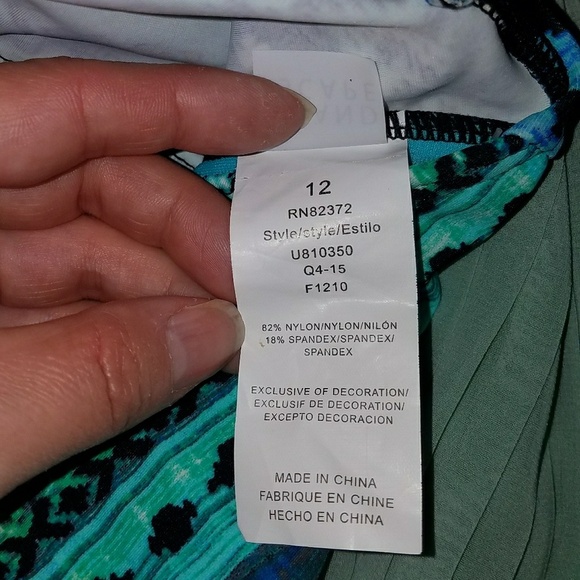 12
RN82372
Style/style/Estilo
U810350
Q4-15
F1210
82% NYLON/NYLON/NILÓN
18% SPANDEX/SPANDEX/
SPANDEX
EXCLUSIVE OF DECORATION/
EXCLUSIF DE DECORATION/
EXCEPTO DECORACION
MADE IN CHINA
FABRIQUE EN CHINE
HECHO EN CHINA